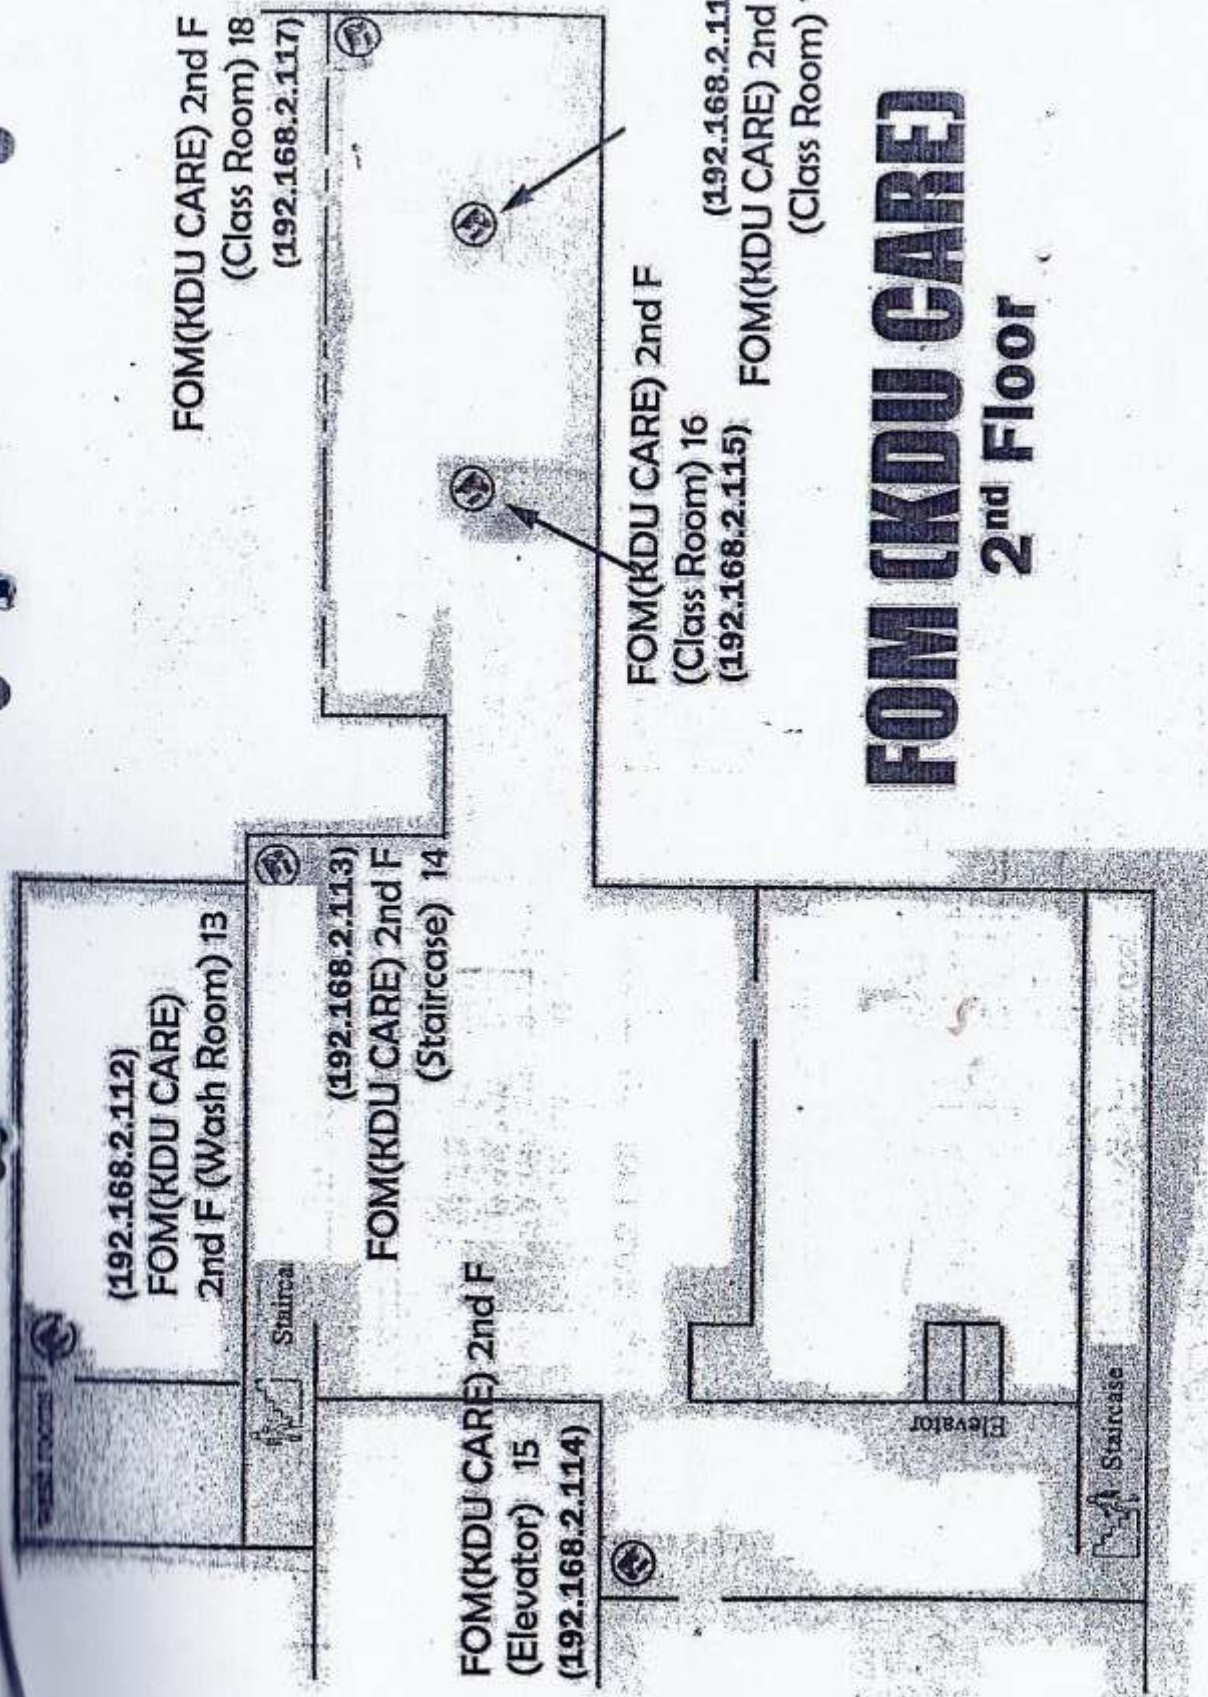 FOM(KDU CARE) 2nd F
(Class Room) 18
(192.168.2.117)
(192.168.2.112)
FOM(KDU CARE)
2nd F (Wash Room) 13
(192.168.2.113)
FOM(KDU CARE) 2nd F
(Staircase) 14
Stairca
FOM(KDU CARE) 2nd F
(Elevator) 15
(192.168.2.114)
FOM(KDU CARE) 2nd F
(Class Room) 16
(192.168.2.115)
(192.168.2.11
FOM(KDU CARE) 2nd
(Class Room)
Elevator
Staircase
FOM (KDU CARE)
2nd Floor